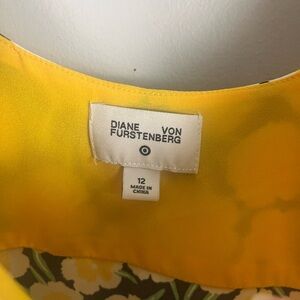 DIANE VON
FURSTENBERG
12
MADE IN
CHINA